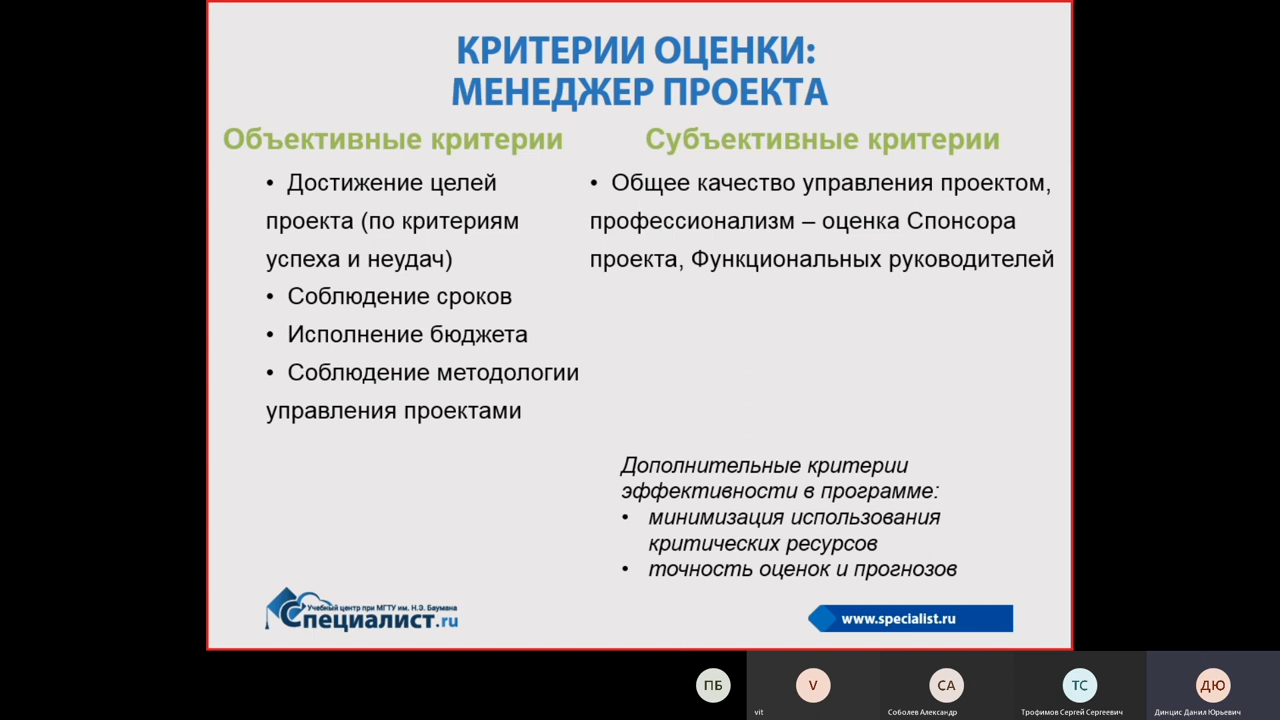 КРИТЕРИИ ОЦЕНКИ:
МЕНЕДЖЕР ПРОЕКТА
Объективные критерии
• Достижение целей
проекта (по критериям
успеха и неудач)
• Соблюдение сроков
• Исполнение бюджета
• Соблюдение методологии
управления проектами
Субъективные критерии
• Общее качество управления проектом,
профессионализм – оценка Спонсора
проекта, Функциональных руководителей
Дополнительные критерии
эффективности в программе:
• минимизация использования
критических ресурсов
• точность оценок и прогнозов
Учебный центр при МГТУ им. Н.Э. Баумана
Специалист.ru
www.specialist.ru
ПБ
V
vit
СА
Соболев Александр
ТС
Трофимов Сергей Сергеевич
ДЮ
Динцис Данил Юрьевич